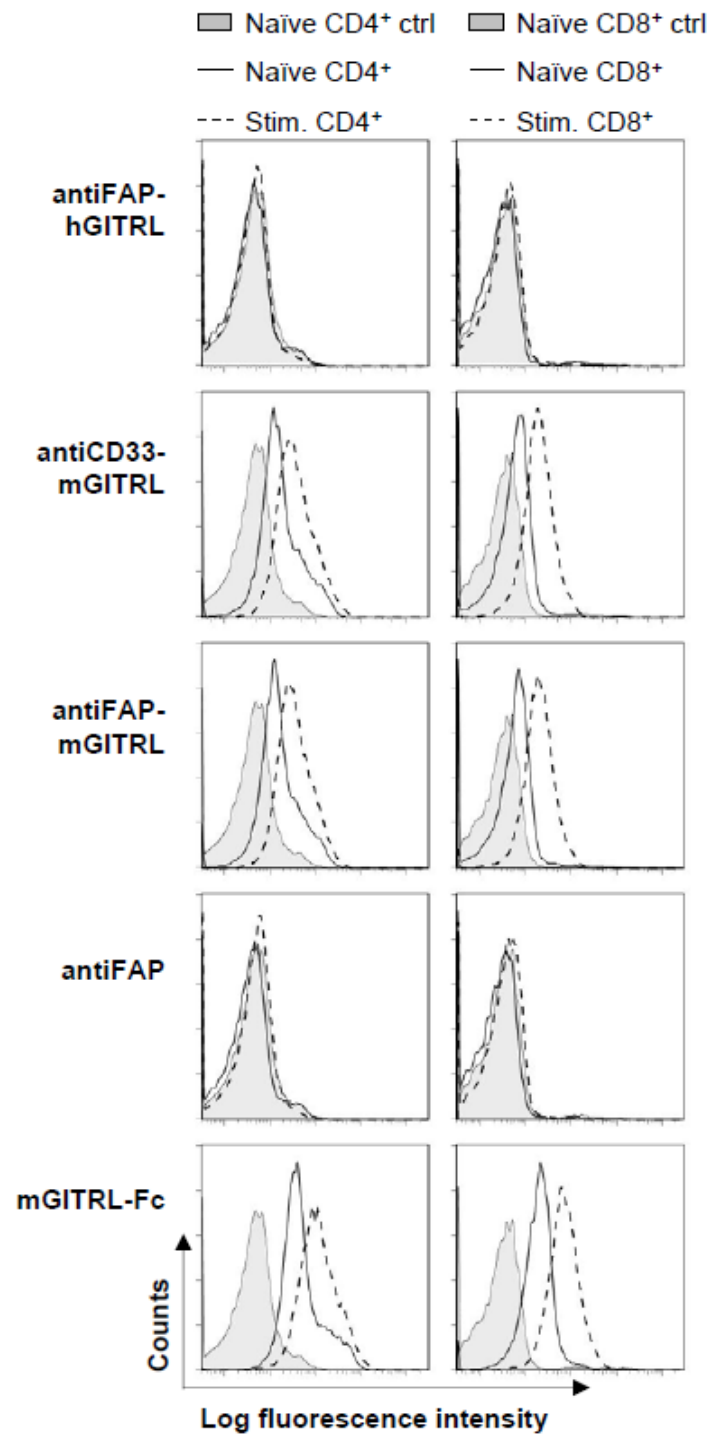 Naïve CD4+ ctrl Naïve CD8+ ctrl
Naïve CD4+ Naïve CD8+
Stim. CD4+ Stim. CD8+
antiFAP-
hGITRL
antiCD33-
mGITRL
antiFAP-
mGITRL
antiFAP
mGITRL-Fc
Counts
Log fluorescence intensity